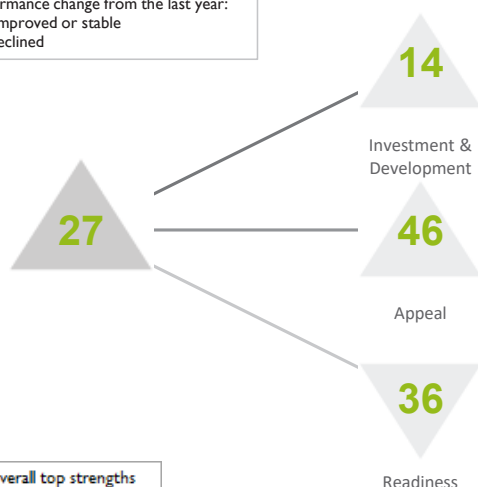 rmance change from the last year:
mproved or stable
eclined
14
Investment &
Development
27
46
Appeal
36
Readiness
verall top strengths